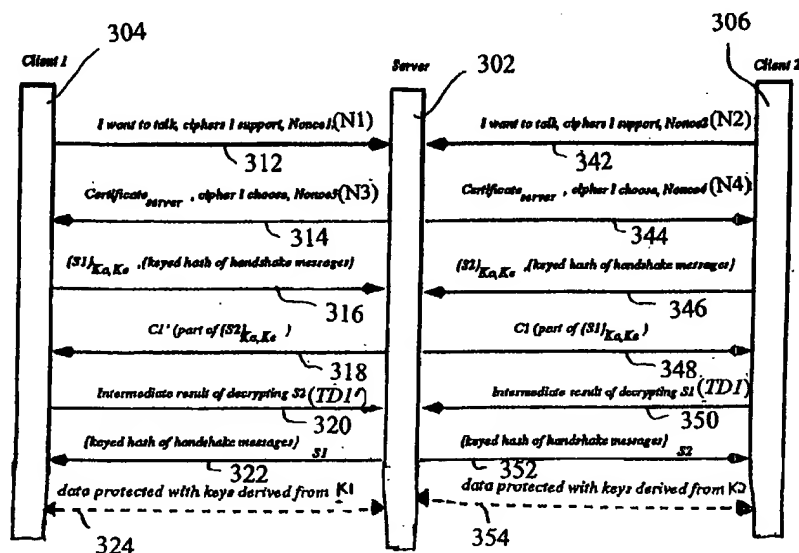 304
306
Client 1
Server
302
Client 2
I want to talk, ciphers I support, Nonce1 (N1)
I want to talk, ciphers I support, Nonce2 (N2)
312
342
Certificate server , cipher I choose, Nonce3 (N3)
Certificate server , cipher I choose, Nonce4 (N4)
314
344
{S1}Ka,Ke ,{keyed hash of handshake messages}
{S2}Ka,Ke ,{keyed hash of handshake messages}
316
346
C1' (part of {S2}Ka,Ke )
C1 (part of {S1}Ka,Ke )
318
348
Intermediate result of decrypting S2 (TD1')
Intermediate result of decrypting S1 (TD1)
320
350
{keyed hash of handshake messages} S1
{keyed hash of handshake messages} S2
322
352
data protected with keys derived from K1
data protected with keys derived from
324
354